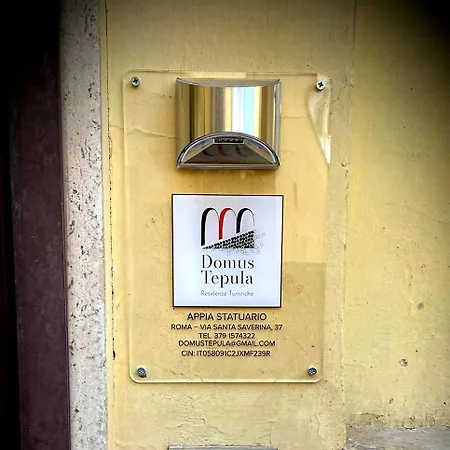 Domus
Tepula
Residenze Turistiche
APPIA STATUARIO
ROMA – VIA SANTA SAVERINA, 37
TEL. 379 1574322
DOMUSTEPULA@GMAIL.COM
CIN: IT058091C2JXMF239R